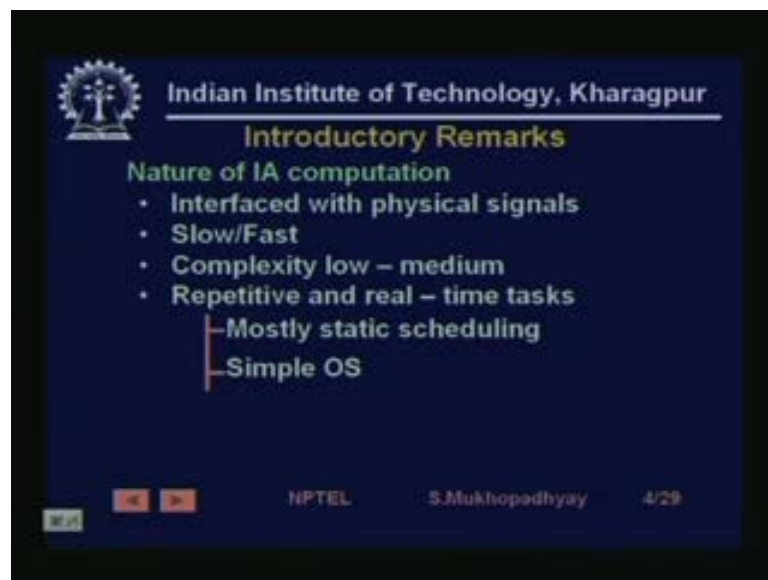 Indian Institute of Technology, Kharagpur
Introductory Remarks
Nature of IA computation
• Interfaced with physical signals
• Slow/Fast
• Complexity low – medium
• Repetitive and real – time tasks
Mostly static scheduling
Simple OS
NPTEL S.Mukhopadhyay 4/29